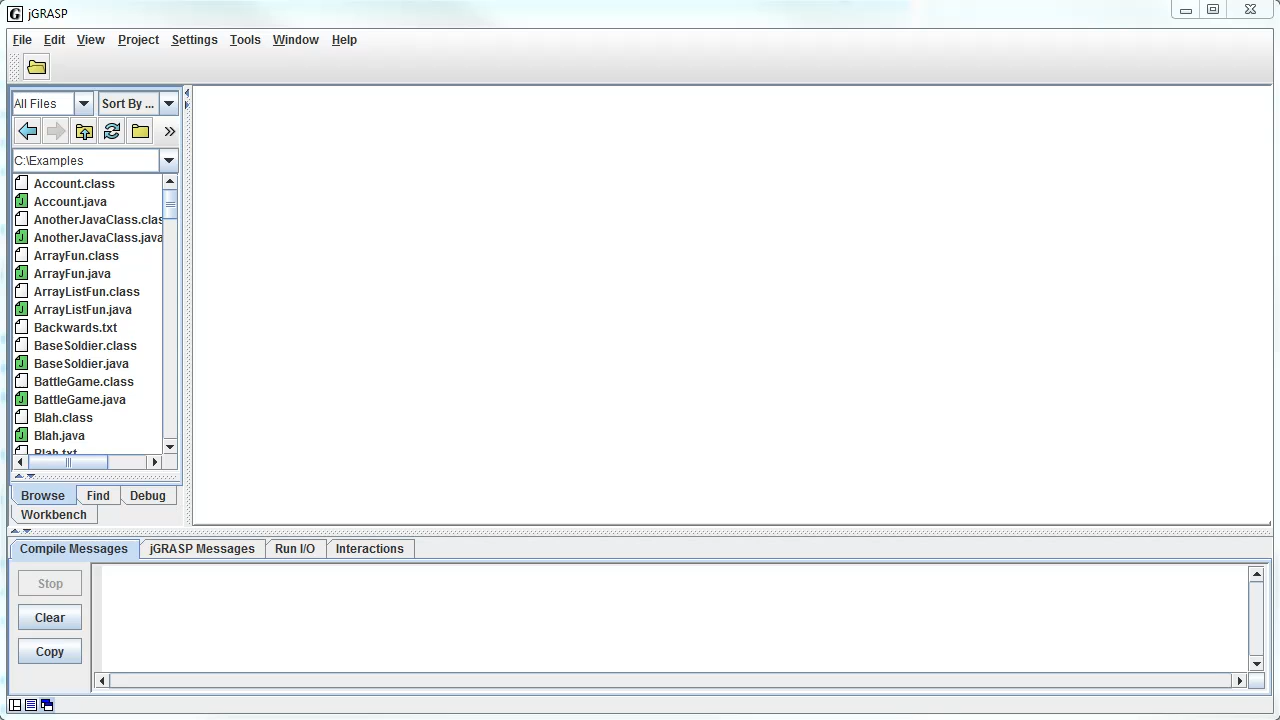 jGRASP
File Edit View Project Settings Tools Window Help
All Files Sort By ...
»
C:\Examples
Account.class
Account.java
AnotherJavaClass.clas
AnotherJavaClass.java
ArrayFun.class
ArrayFun.java
ArrayListFun.class
ArrayListFun.java
Backwards.txt
BaseSoldier.class
BaseSoldier.java
BattleGame.class
BattleGame.java
Blah.class
Blah.java
Blah.txt
Browse Find Debug
Workbench
Compile Messages jGRASP Messages Run I/O Interactions
Stop
Clear
Copy